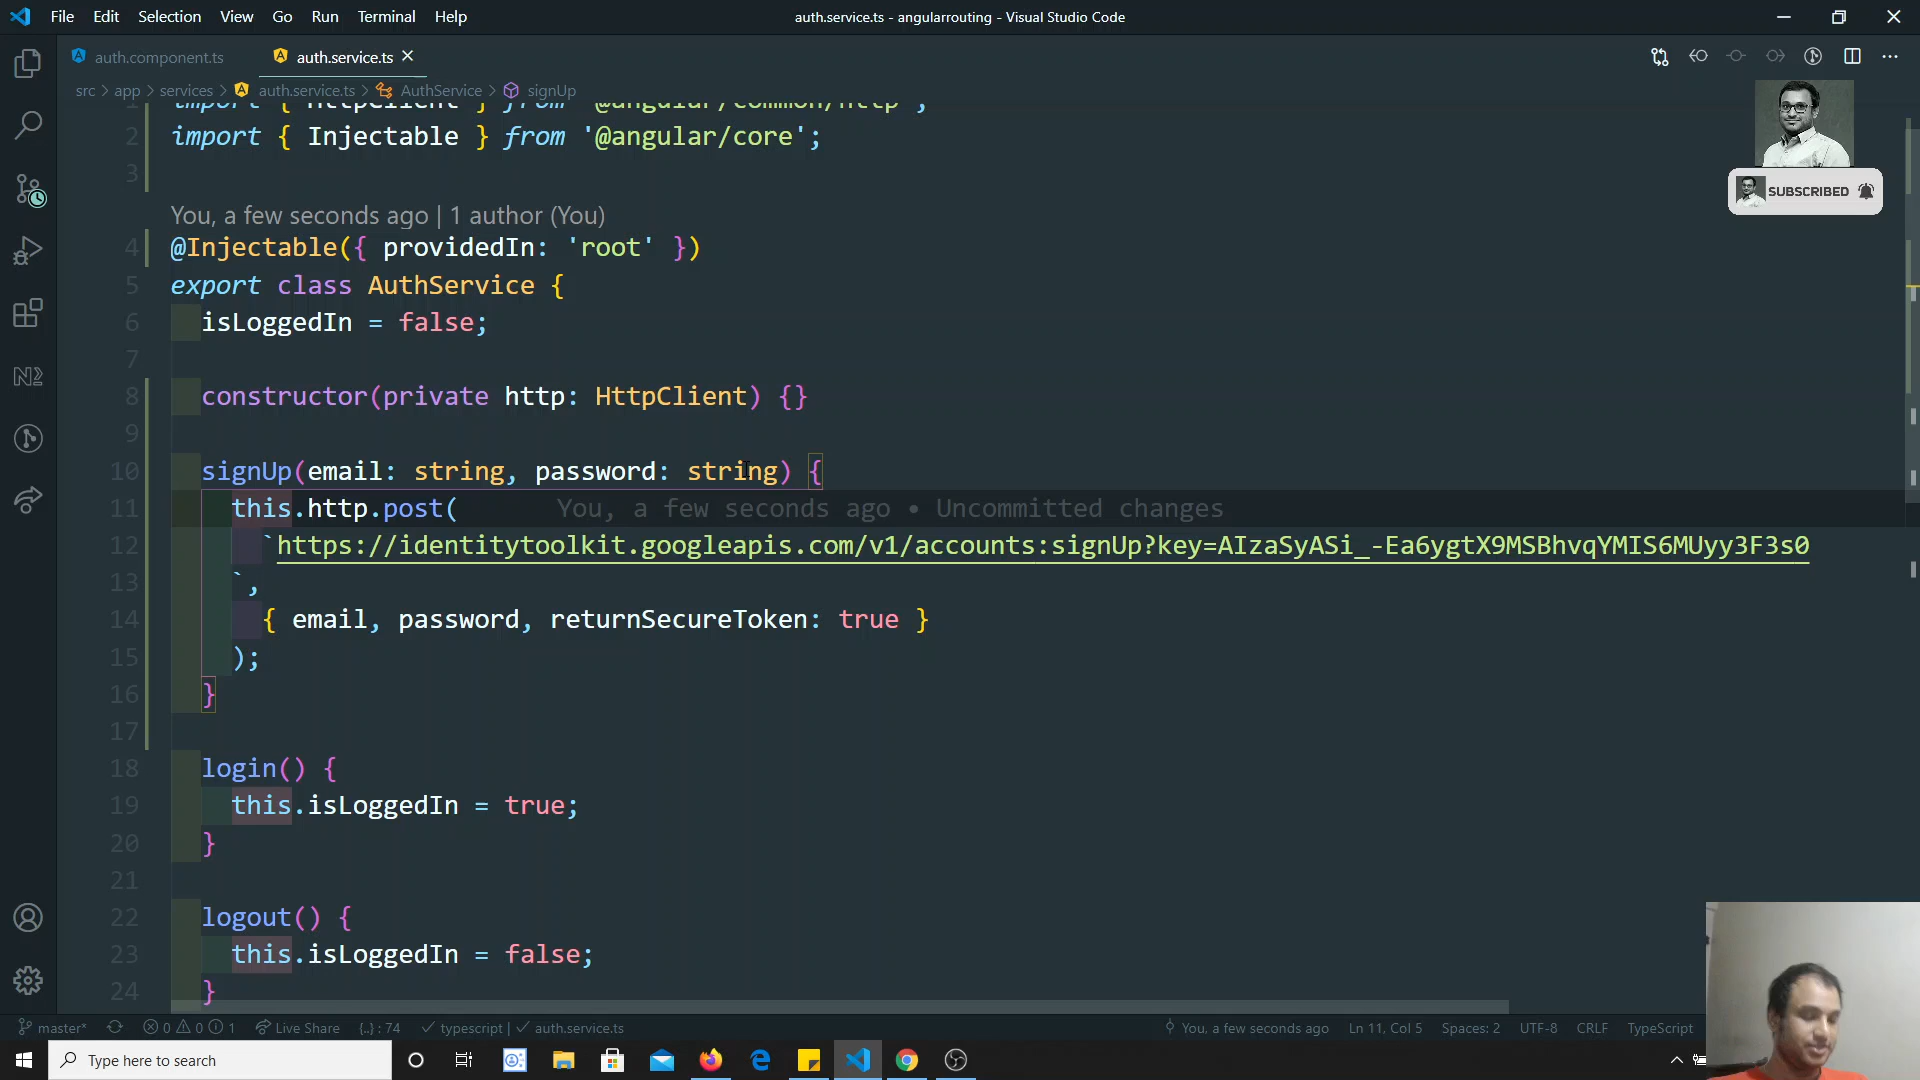 File Edit Selection View Go Run Terminal Help
auth.service.ts - angularrouting - Visual Studio Code
auth.component.ts
auth.service.ts
src > app > services > auth.service.ts > AuthService > signUp
1 import { HttpClient } from '@angular/common/http';
2 import { Injectable } from '@angular/core';
3
You, a few seconds ago | 1 author (You)
4 @Injectable({ providedIn: 'root' })
5 export class AuthService {
6 isLoggedIn = false;
7
8 constructor(private http: HttpClient) {}
9
10 signUp(email: string, password: string) {
11 this.http.post( You, a few seconds ago • Uncommitted changes
12 `https://identitytoolkit.googleapis.com/v1/accounts:signUp?key=AIzaSyASi_-Ea6ygtX9MSBhvqYMIS6MUyy3F3s0
13 `,
14 { email, password, returnSecureToken: true }
15 );
16 }
17
18 login() {
19 this.isLoggedIn = true;
20 }
21
22 logout() {
23 this.isLoggedIn = false;
24 }
SUBSCRIBED
master* 0 0 1 Live Share {..} : 74 typescript | auth.service.ts
You, a few seconds ago Ln 11, Col 5 Spaces: 2 UTF-8 CRLF TypeScript
Type here to search